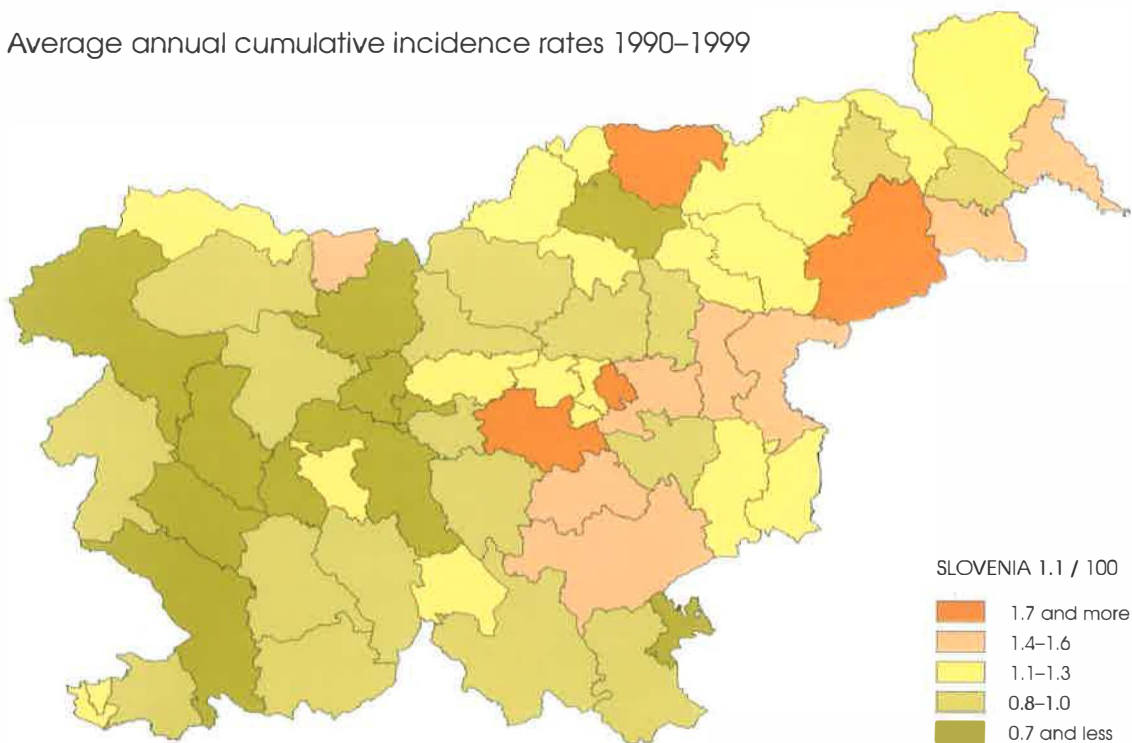 Average annual cumulative incidence rates 1990–1999
SLOVENIA 1.1 / 100
1.7 and more
1.4–1.6
1.1–1.3
0.8–1.0
0.7 and less